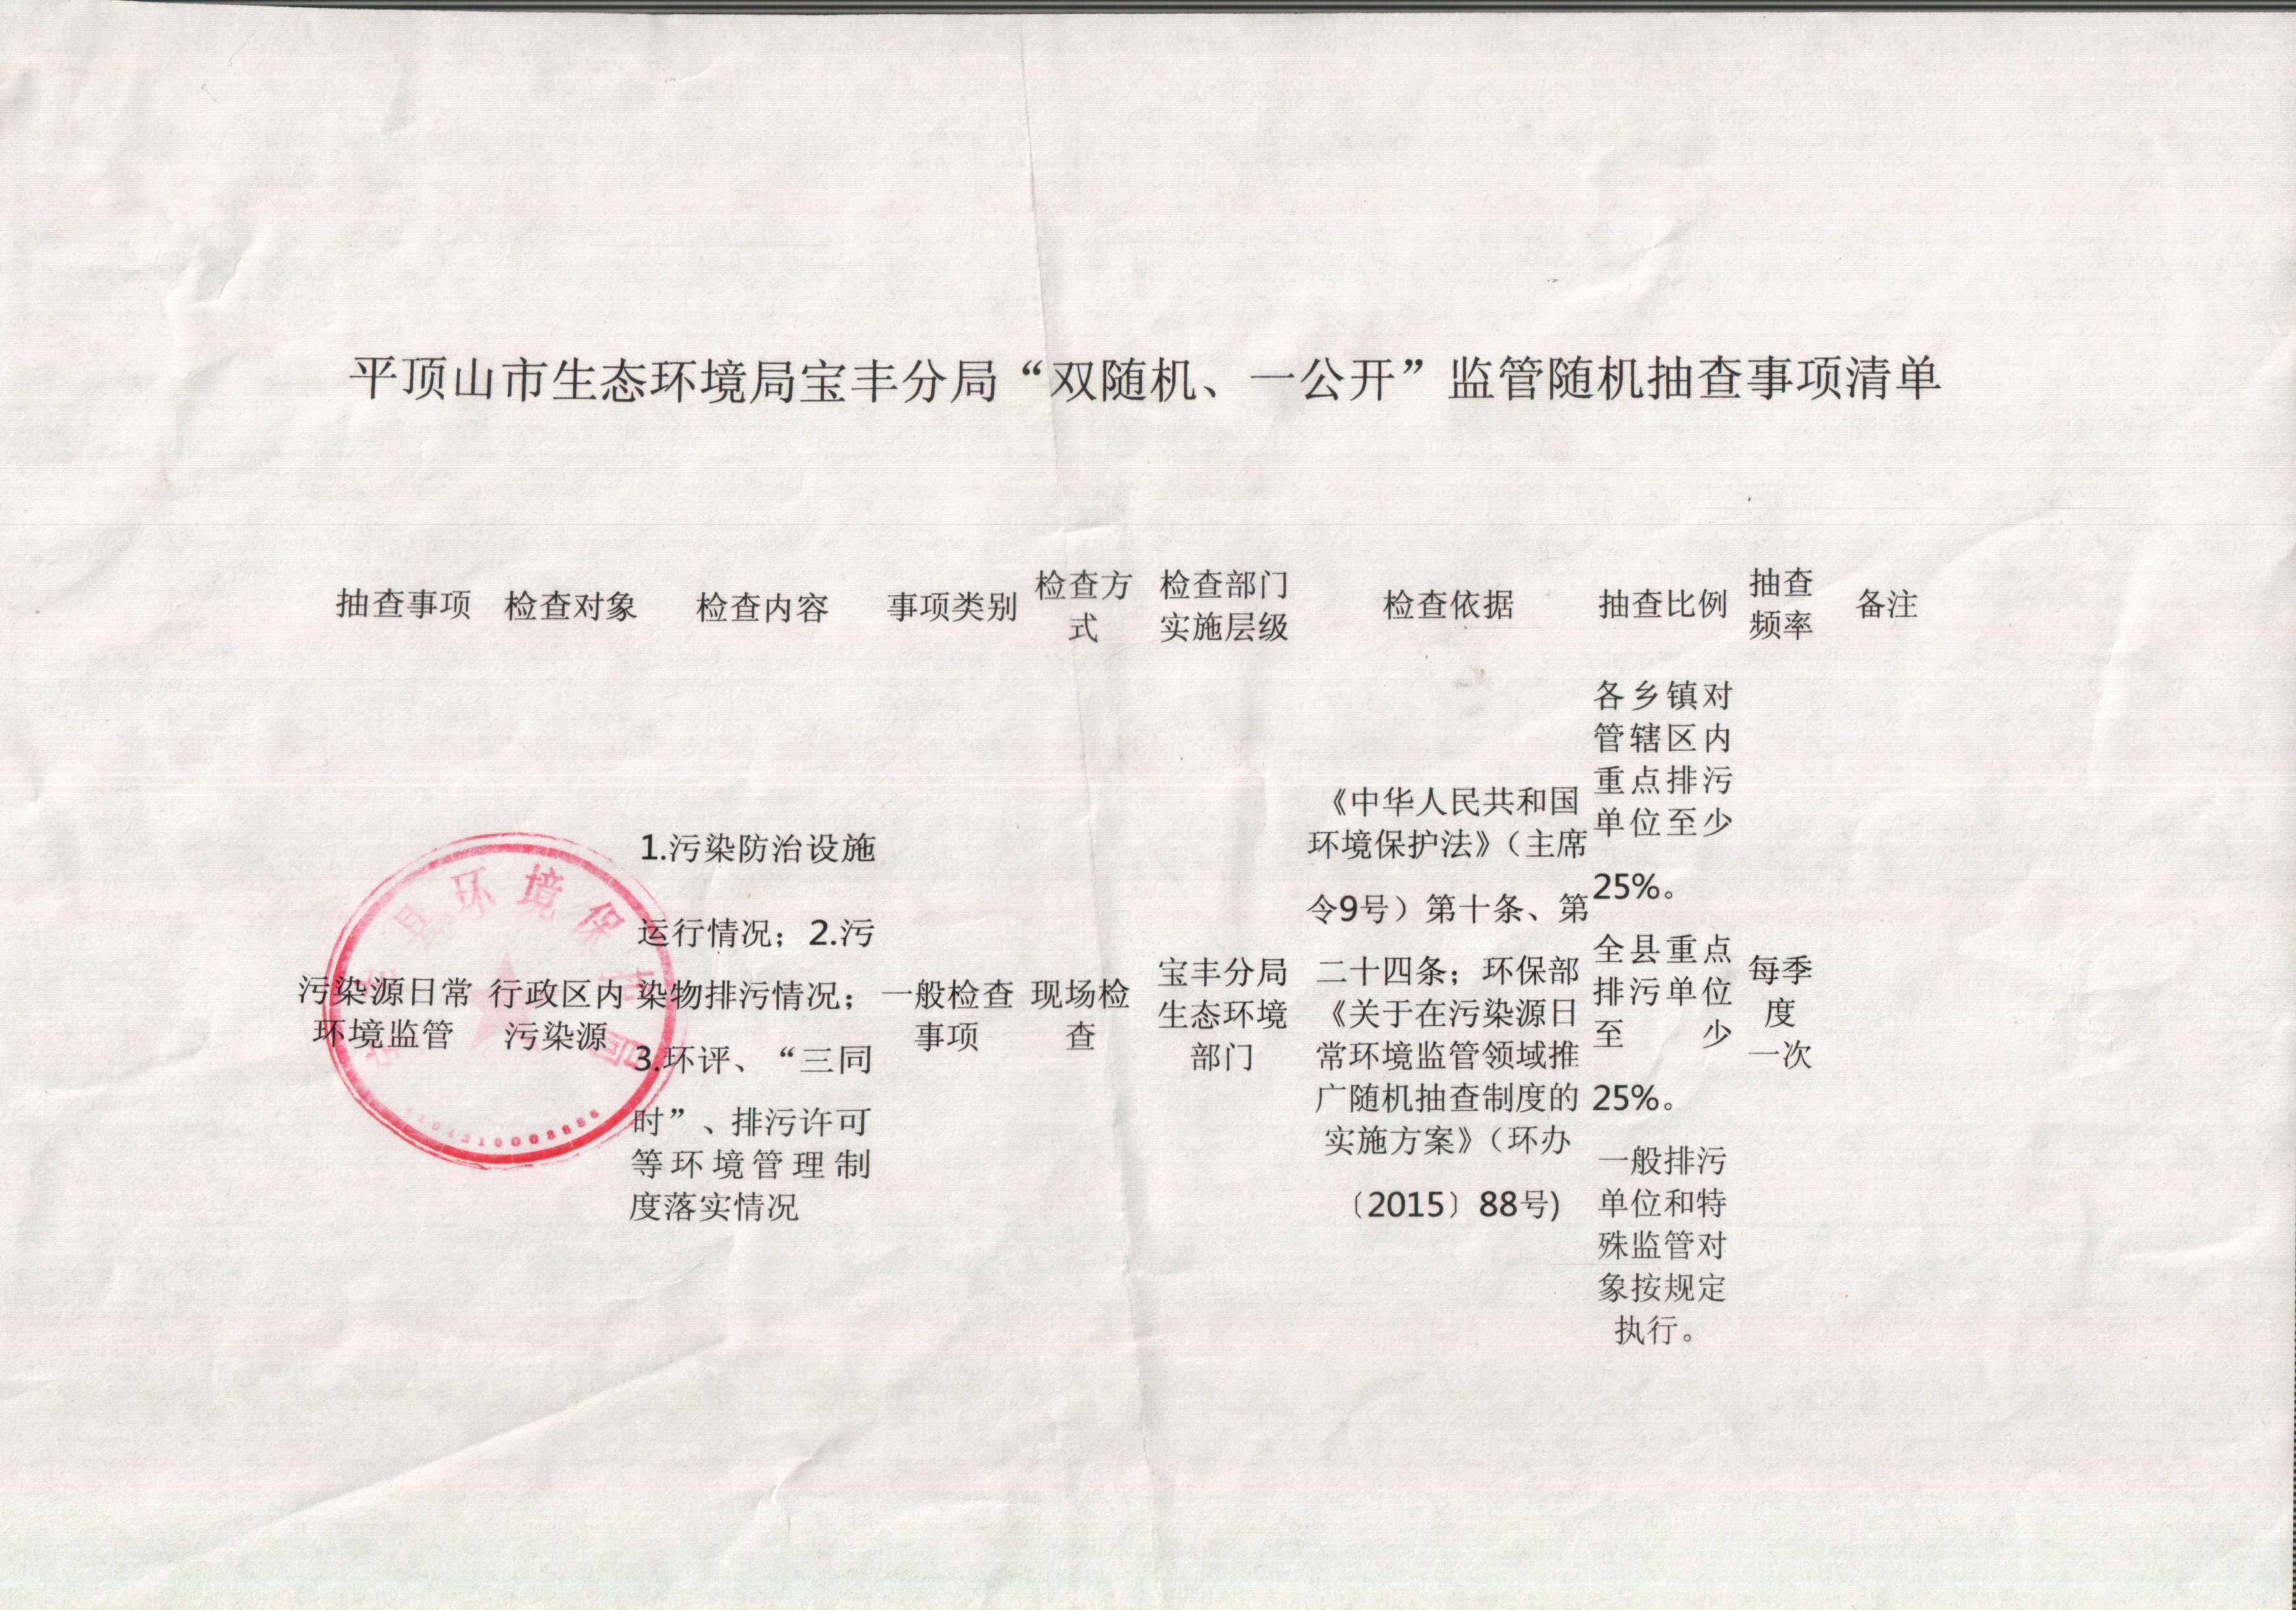 平顶山市生态环境局宝丰分局“双随机、一公开”监管随机抽查事项清单
抽查事项
检查对象
检查内容
事项类别
检查方
式
检查部门
实施层级
检查依据
抽查比例
抽查
频率
备注
污染源日常
环境监管
行政区内
污染源
1.污染防治设施
运行情况；2.污
染物排污情况；
3.环评、“三同
时”、排污许可
等环境管理制
度落实情况
一般检查
事项
现场检
查
宝丰分局
生态环境
部门
《中华人民共和国
环境保护法》（主席
令9号）第十条、第
二十四条；环保部
《关于在污染源日
常环境监管领域推
广随机抽查制度的
实施方案》（环办
〔2015〕88号)
各乡镇对
管辖区内
重点排污
单位至少
25%。
全县重点
排污单位
至少
25%。
一般排污
单位和特
殊监管对
象按规定
执行。
每季
度
一次
县环境保护局